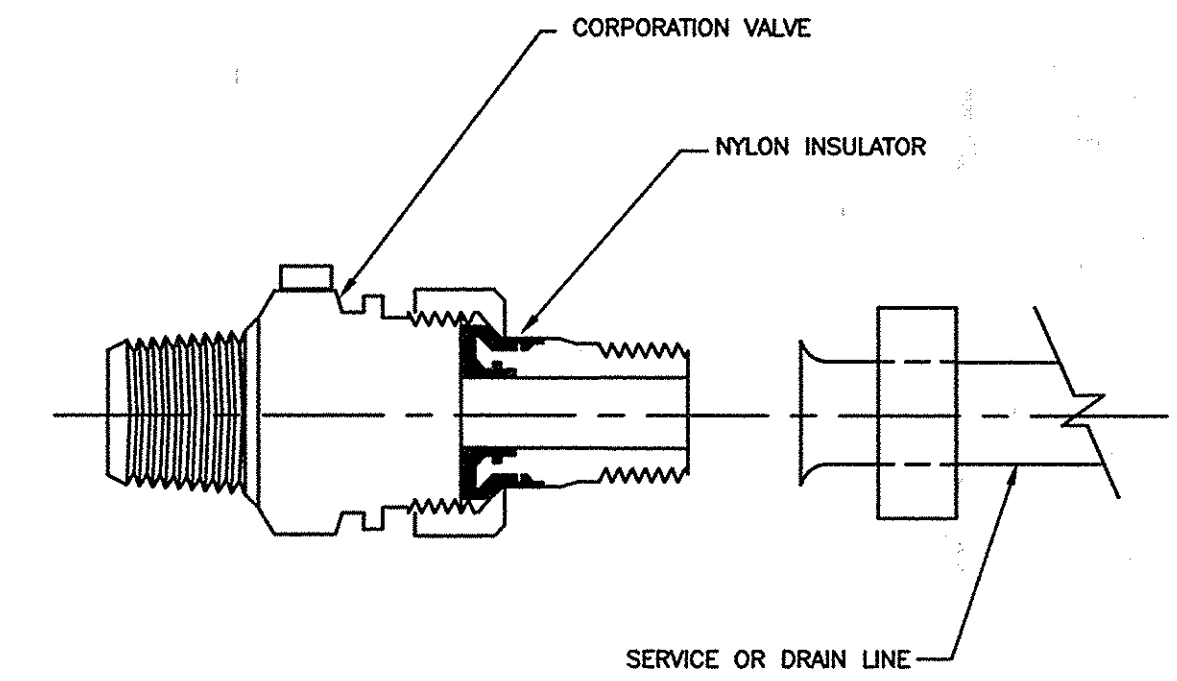 CORPORATION VALVE
NYLON INSULATOR
SERVICE OR DRAIN LINE